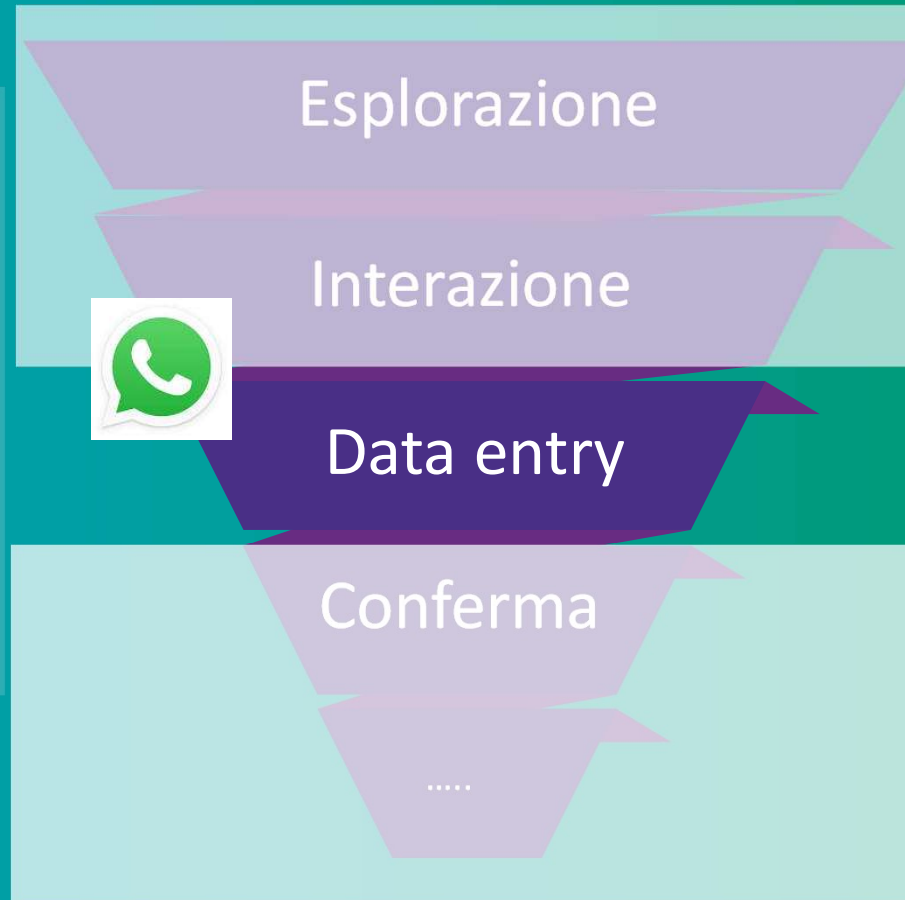 Esplorazione
Interazione
Data entry
Conferma
.....